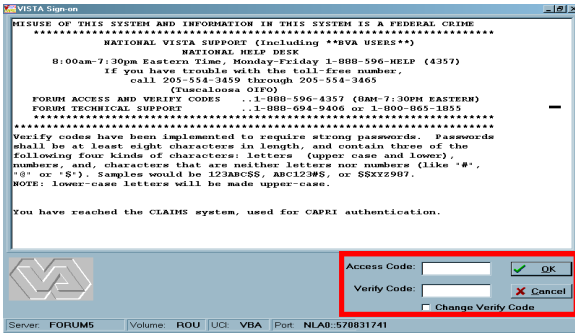 VISTA Sign-on
MISUSE OF THIS SYSTEM AND INFORMATION IN THIS SYSTEM IS A FEDERAL CRIME
************************************************************
NATIONAL VISTA SUPPORT (Including **BVA USERS**)
NATIONAL HELP DESK
8:00am-7:30pm Eastern Time, Monday-Friday 1-888-596-HELP (4357)
If you have trouble with the toll-free number,
call 205-554-3459 through 205-554-3465
(Tuscaloosa OIFO)
FORUM ACCESS AND VERIFY CODES ..1-888-596-4357 (8AM-7:30PM EASTERN)
FORUM TECHNICAL SUPPORT ..1-888-694-9406 or 1-800-865-1855
************************************************************
***************************************************************
Verify codes have been implemented to require strong passwords. Passwords
shall be at least eight characters in length, and contain three of the
following four kinds of characters: letters (upper case and lower),
numbers, and, characters that are neither letters nor numbers (like "#",
"@" or "$"). Samples would be 123ABC$$, ABC123#$, or $$XYZ987.
NOTE: lower-case letters will be made upper-case.
You have reached the CLAIMS system, used for CAPRI authentication.
Access Code:
OK
Verify Code:
Cancel
Change Verify Code
Server: FORUM5 Volume: ROU UCI: VBA Port: NLA0::570831741